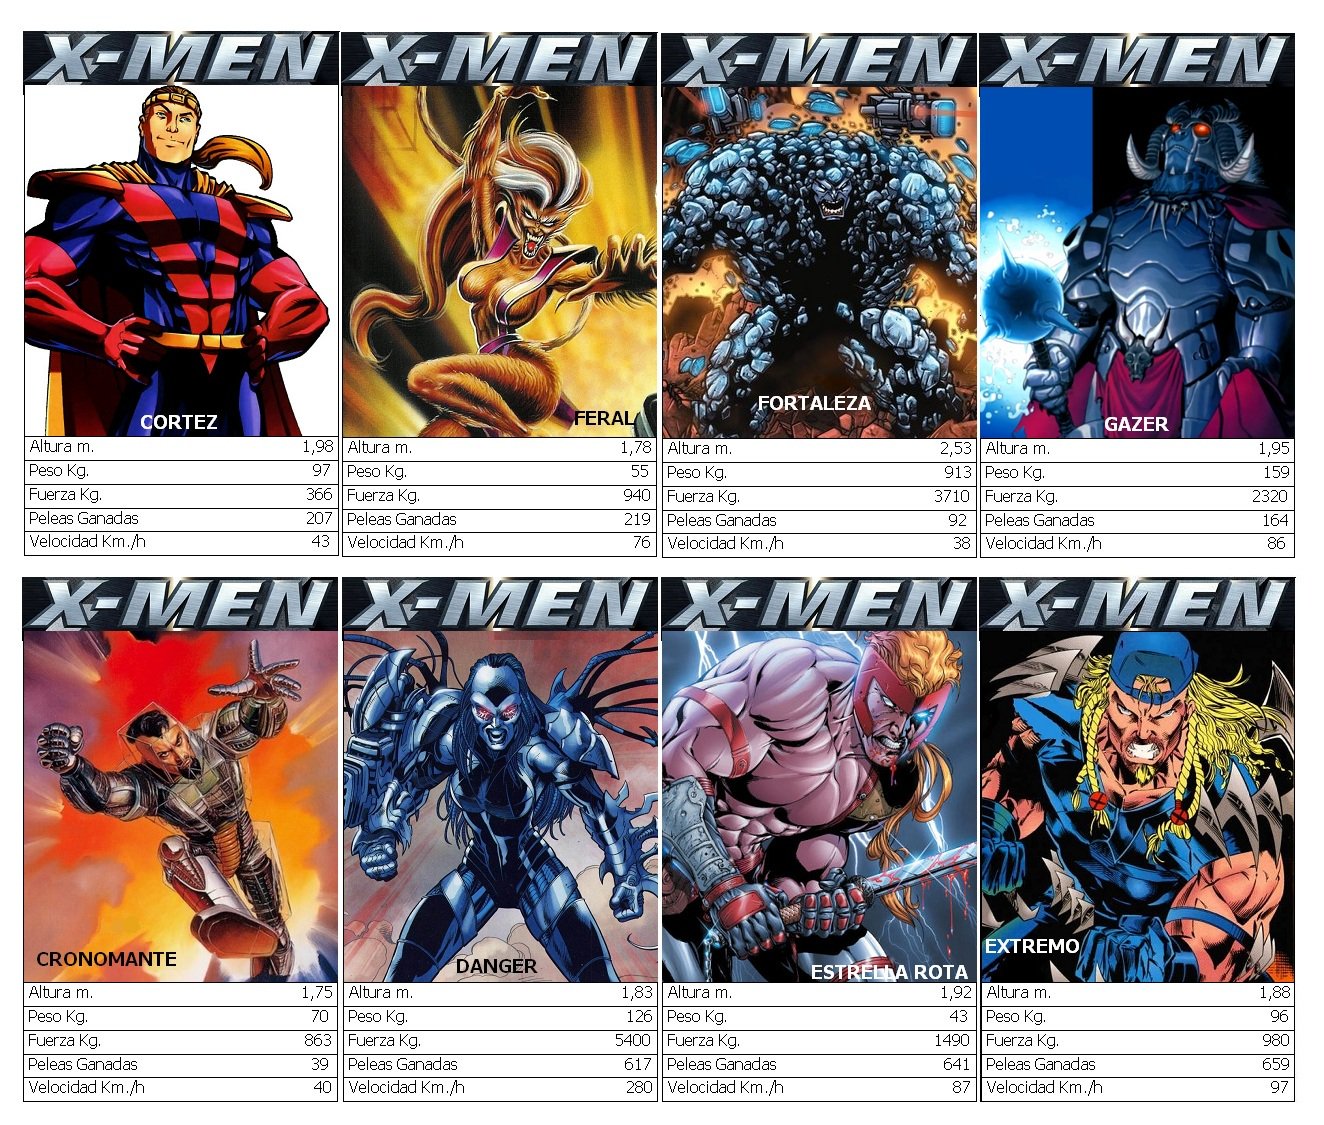 X-MEN
CORTEZ
Altura m. 1,98
Peso Kg. 97
Fuerza Kg. 366
Peleas Ganadas 207
Velocidad Km./h 43
X-MEN
FERAL
Altura m. 1,78
Peso Kg. 55
Fuerza Kg. 940
Peleas Ganadas 219
Velocidad Km./h 76
X-MEN
FORTALEZA
Altura m. 2,53
Peso Kg. 913
Fuerza Kg. 3710
Peleas Ganadas 92
Velocidad Km./h 38
X-MEN
GAZER
Altura m. 1,95
Peso Kg. 159
Fuerza Kg. 2320
Peleas Ganadas 164
Velocidad Km./h 86
X-MEN
CRONOMANTE
Altura m. 1,75
Peso Kg. 70
Fuerza Kg. 863
Peleas Ganadas 39
Velocidad Km./h 40
X-MEN
DANGER
Altura m. 1,83
Peso Kg. 126
Fuerza Kg. 5400
Peleas Ganadas 617
Velocidad Km./h 280
X-MEN
ESTRELLA ROTA
Altura m. 1,92
Peso Kg. 43
Fuerza Kg. 1490
Peleas Ganadas 641
Velocidad Km./h 87
X-MEN
EXTREMO
Altura m. 1,88
Peso Kg. 96
Fuerza Kg. 980
Peleas Ganadas 659
Velocidad Km./h 97